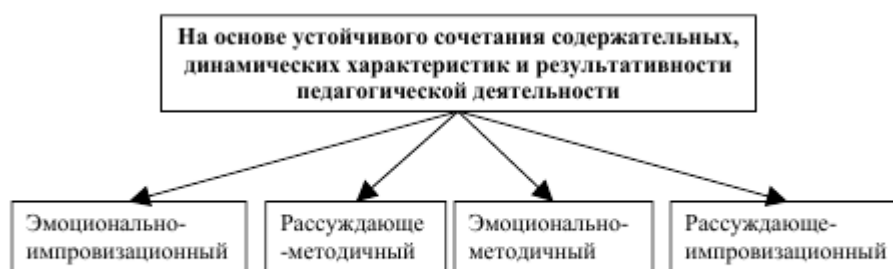 На основе устойчивого сочетания содержательных,
динамических характеристик и результативности
педагогической деятельности
Эмоционально-
импровизационный
Рассуждающе
-методичный
Эмоционально-
методичный
Рассуждающе-
импровизационный